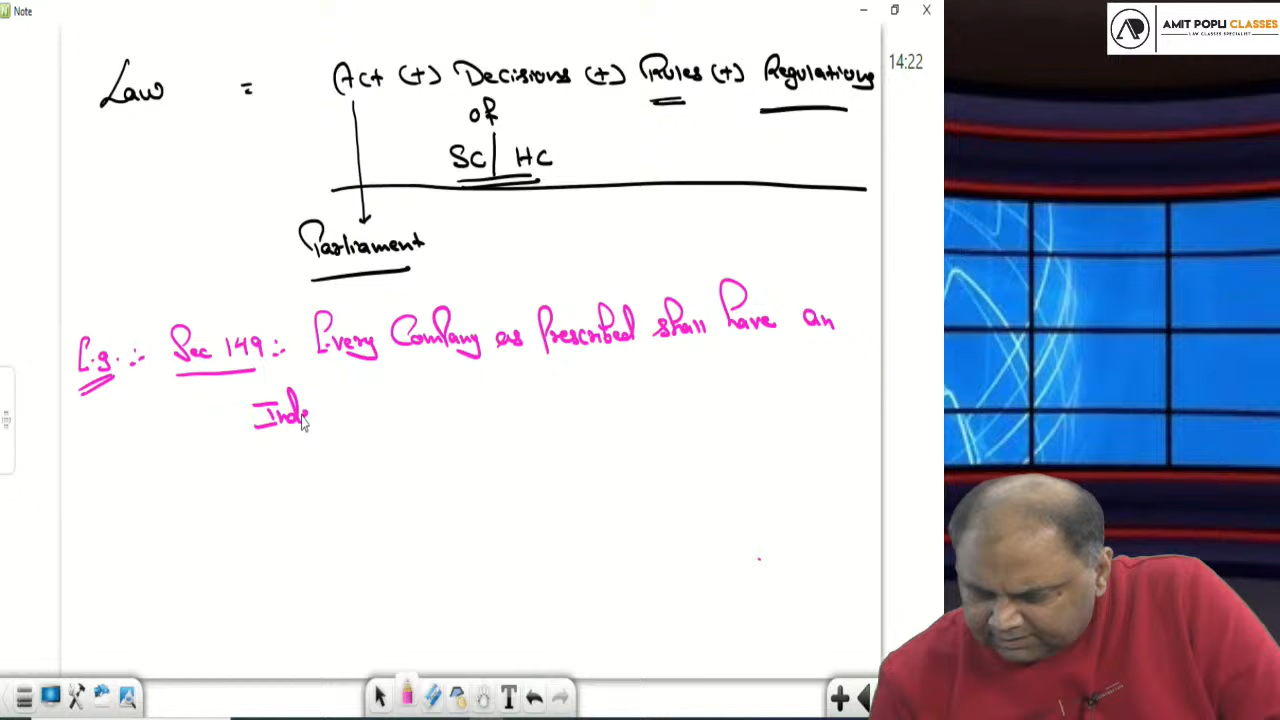 Note
AMIT POPLI CLASSES
LAW CLASSES SPECIALIST
14:22
Law = Act (+) Decisions (+) Rules (+) Regulations
of
SC | HC
Parliament
E.g. :- Sec 149 :- Every Company as Prescribed shall have an
Inde